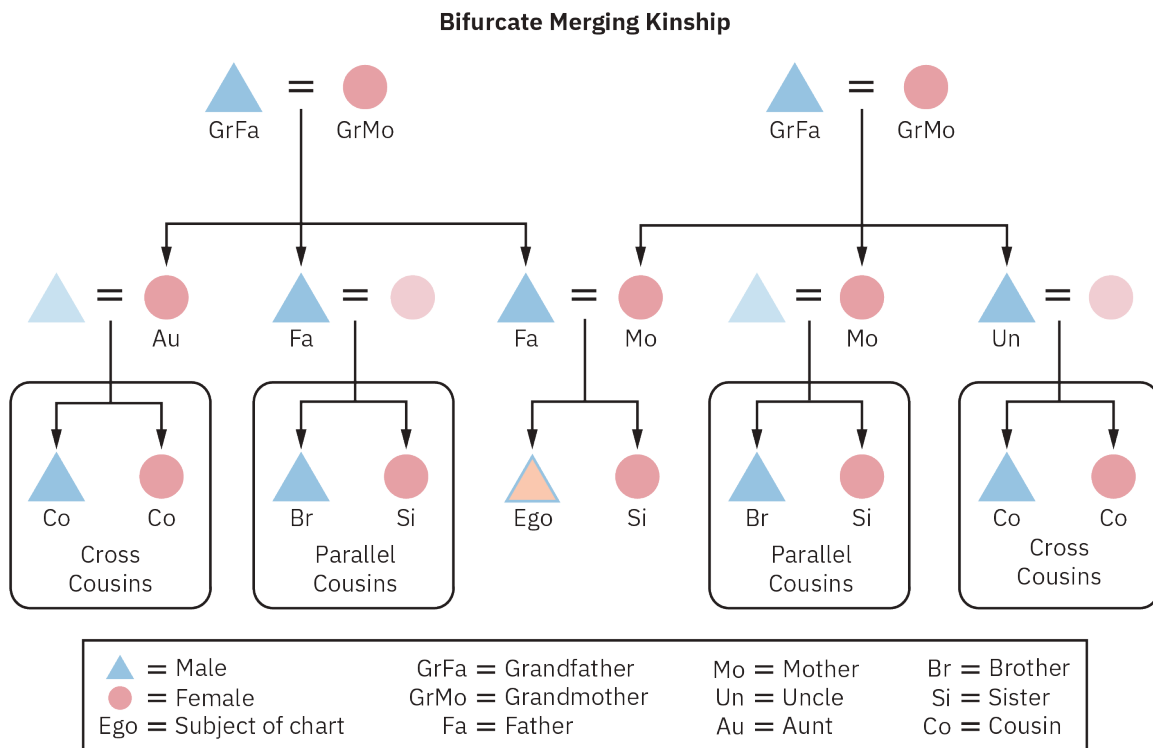 Bifurcate Merging Kinship
= =
GrFa GrMo GrFa GrMo
= = = = =
Au Fa Fa Mo Mo Un
Co Co Br Si Ego Si Br Si Co Co
Cross
Cousins
Parallel
Cousins
Parallel
Cousins
Cross
Cousins
= Male GrFa = Grandfather Mo = Mother Br = Brother
= Female GrMo = Grandmother Un = Uncle Si = Sister
Ego = Subject of chart Fa = Father Au = Aunt Co = Cousin